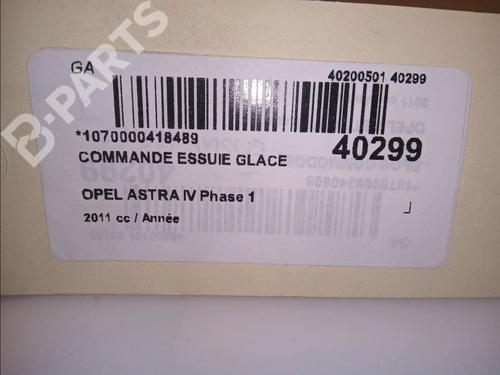 B-PARTS
GA
40200501 40299
*1070000418489
40299
COMMANDE ESSUIE GLACE
OPEL ASTRA IV Phase 1
2011 cc / Année